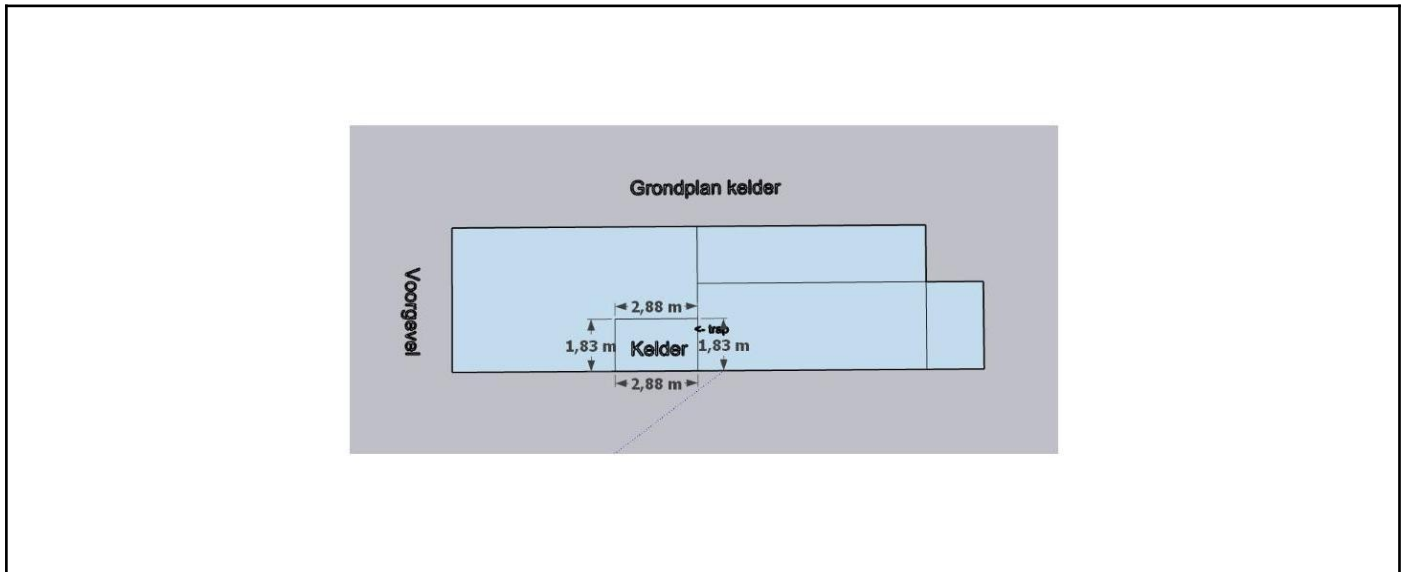 Grondplan kelder
Voorgevel
2,88 m
<- trap
1,83 m
Kelder
1,83 m
2,88 m